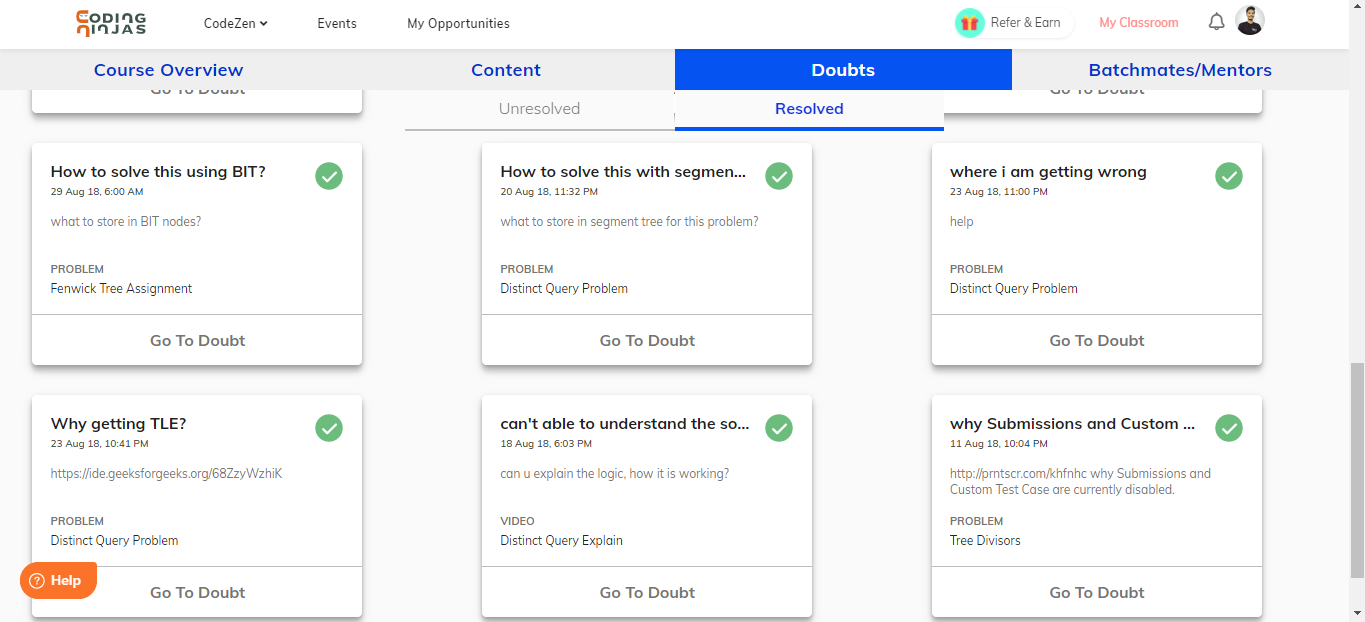 CODING
NINJAS
CodeZen
Events
My Opportunities
Refer & Earn
My Classroom
Course Overview
Content
Doubts
Batchmates/Mentors
Go To Doubt
Unresolved
Resolved
Go To Doubt
How to solve this using BIT?
29 Aug 18, 6:00 AM
what to store in BIT nodes?
PROBLEM
Fenwick Tree Assignment
Go To Doubt
How to solve this with segmen...
20 Aug 18, 11:32 PM
what to store in segment tree for this problem?
PROBLEM
Distinct Query Problem
Go To Doubt
where i am getting wrong
23 Aug 18, 11:00 PM
help
PROBLEM
Distinct Query Problem
Go To Doubt
Why getting TLE?
23 Aug 18, 10:41 PM
https://ide.geeksforgeeks.org/68ZzyWzhiK
PROBLEM
Distinct Query Problem
Go To Doubt
can't able to understand the so...
18 Aug 18, 6:03 PM
can u explain the logic, how it is working?
VIDEO
Distinct Query Explain
Go To Doubt
why Submissions and Custom ...
11 Aug 18, 10:04 PM
http://prntscr.com/khfnhc why Submissions and
Custom Test Case are currently disabled.
PROBLEM
Tree Divisors
Go To Doubt
? Help